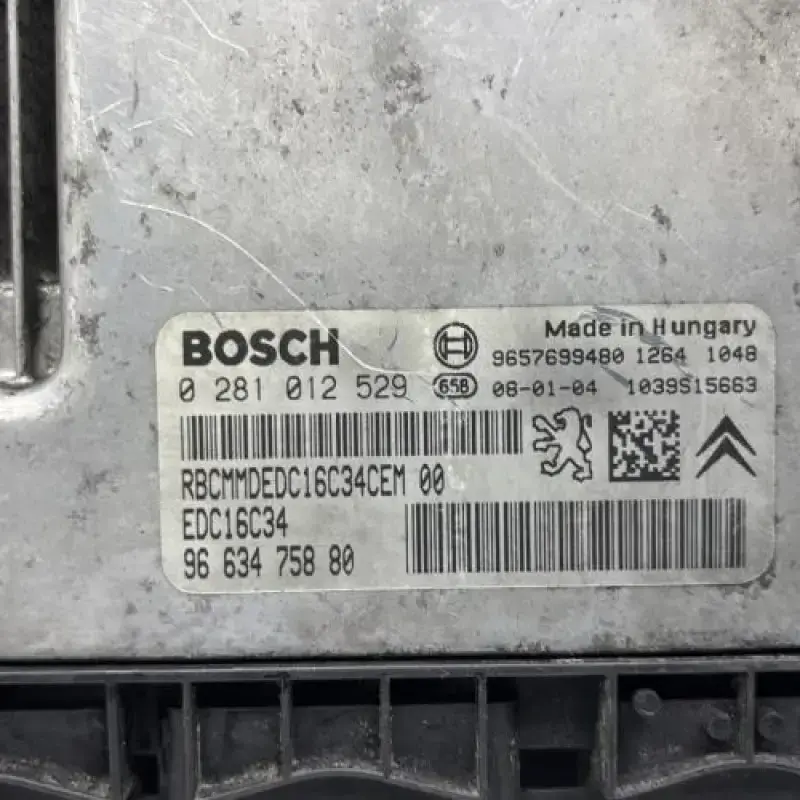 BOSCH
Made in Hungary
9657699480 1264 1048
0 281 012 529 65B 08-01-04 1039S15663
RBCMMDEDC16C34CEM 00
EDC16C34
96 634 758 80